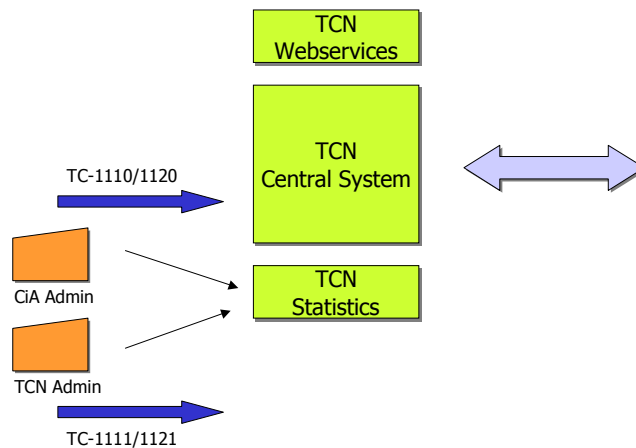 TCN
Webservices
TCN
Central System
TC-1110/1120
TCN
Statistics
CiA Admin
TCN Admin
TC-1111/1121